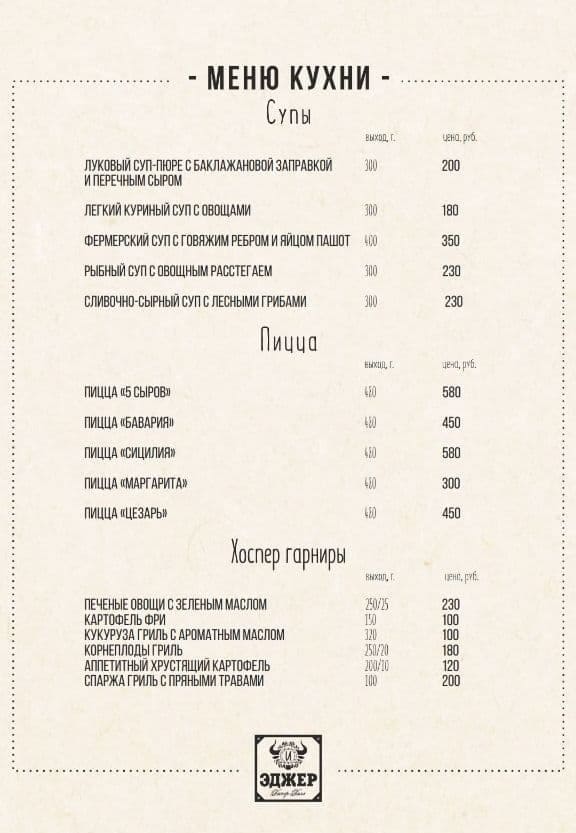 - МЕНЮ КУХНИ -
Супы
выход, г. цена, руб.
ЛУКОВЫЙ СУП-ПЮРЕ С БАКЛАЖАНОВОЙ ЗАПРАВКОЙ 300 200
И ПЕРЕЧНЫМ СЫРОМ
ЛЕГКИЙ КУРИНЫЙ СУП С ОВОЩАМИ 300 180
ФЕРМЕРСКИЙ СУП С ГОВЯЖИМ РЕБРОМ И ЯЙЦОМ ПАШОТ 400 350
РЫБНЫЙ СУП С ОВОЩНЫМ РАССТЕГАЕМ 300 230
СЛИВОЧНО-СЫРНЫЙ СУП С ЛЕСНЫМИ ГРИБАМИ 300 230
Пицца
выход, г. цена, руб.
ПИЦЦА «5 СЫРОВ» 480 580
ПИЦЦА «БАВАРИЯ» 480 450
ПИЦЦА «СИЦИЛИЯ» 480 580
ПИЦЦА «МАРГАРИТА» 480 300
ПИЦЦА «ЦЕЗАРЬ» 480 450
Хоспер гарниры
выход, г. цена, руб.
ПЕЧЕНЫЕ ОВОЩИ С ЗЕЛЕНЫМ МАСЛОМ 250/25 230
КАРТОФЕЛЬ ФРИ 150 100
КУКУРУЗА ГРИЛЬ С АРОМАТНЫМ МАСЛОМ 320 100
КОРНЕПЛОДЫ ГРИЛЬ 250/20 180
АППЕТИТНЫЙ ХРУСТЯЩИЙ КАРТОФЕЛЬ 200/10 120
СПАРЖА ГРИЛЬ С ПРЯНЫМИ ТРАВАМИ 100 200
И
ЭДЖЕР